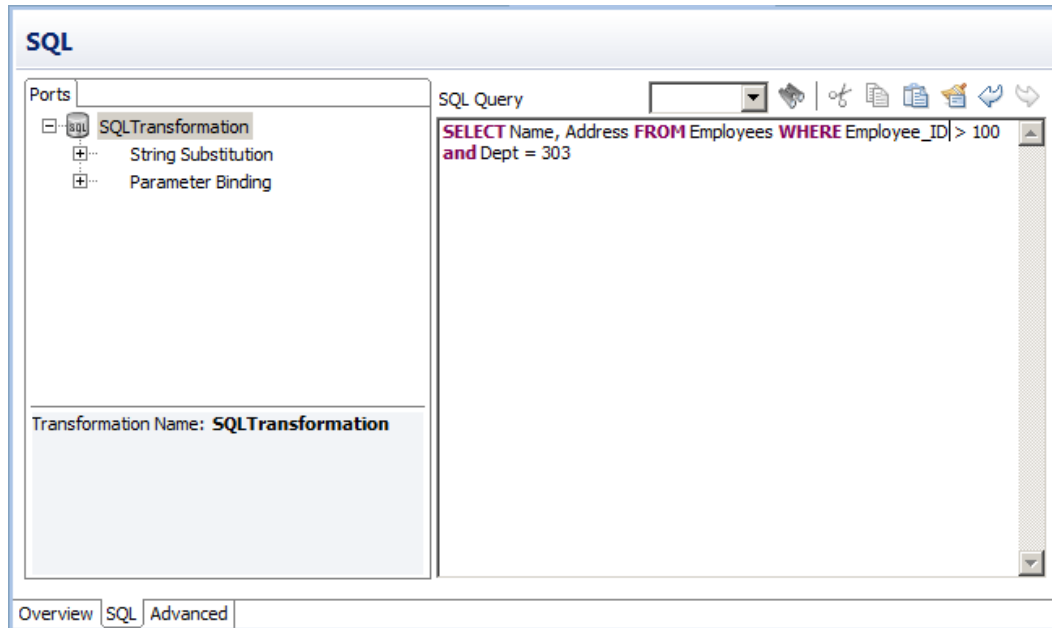 SQL
Ports
SQL
SQLTransformation
String Substitution
Parameter Binding
Transformation Name: SQLTransformation
SQL Query
SELECT Name, Address FROM Employees WHERE Employee_ID > 100
and Dept = 303
Overview SQL Advanced